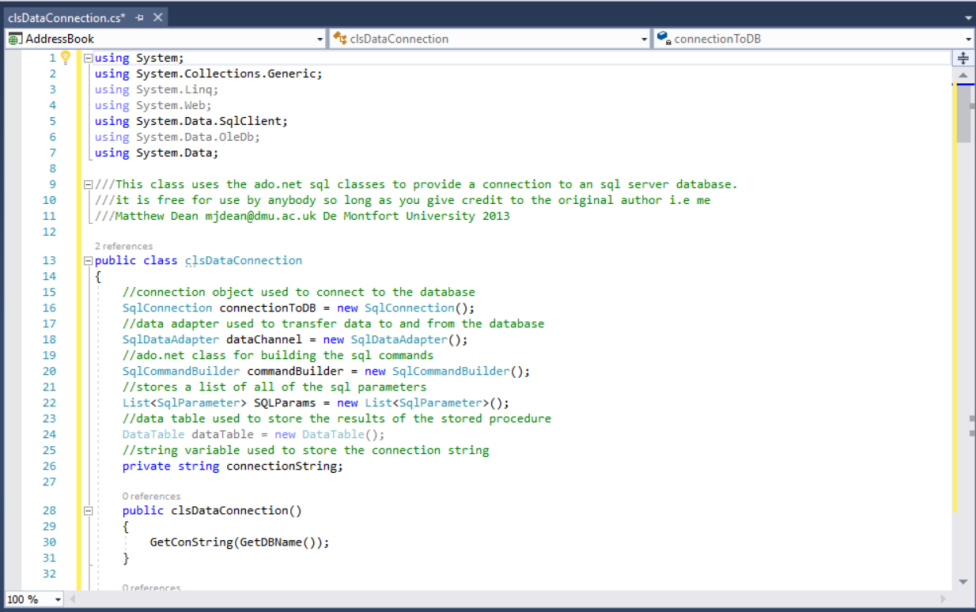 clsDataConnection.cs*
AddressBook clsDataConnection connectionToDB
1 using System;
2 using System.Collections.Generic;
3 using System.Linq;
4 using System.Web;
5 using System.Data.SqlClient;
6 using System.Data.OleDb;
7 using System.Data;
8
9 ///This class uses the ado.net sql classes to provide a connection to an sql server database.
10 ///it is free for use by anybody so long as you give credit to the original author i.e me
11 ///Matthew Dean mjdean@dmu.ac.uk De Montfort University 2013
12
2 references
13 public class clsDataConnection
14 {
15 //connection object used to connect to the database
16 SqlConnection connectionToDB = new SqlConnection();
17 //data adapter used to transfer data to and from the database
18 SqlDataAdapter dataChannel = new SqlDataAdapter();
19 //ado.net class for building the sql commands
20 SqlCommandBuilder commandBuilder = new SqlCommandBuilder();
21 //stores a list of all of the sql parameters
22 List<SqlParameter> SQLParams = new List<SqlParameter>();
23 //data table used to store the results of the stored procedure
24 DataTable dataTable = new DataTable();
25 //string variable used to store the connection string
26 private string connectionString;
27
0 references
28 public clsDataConnection()
29 {
30 GetConString(GetDBName());
31 }
32
0 references
100 %